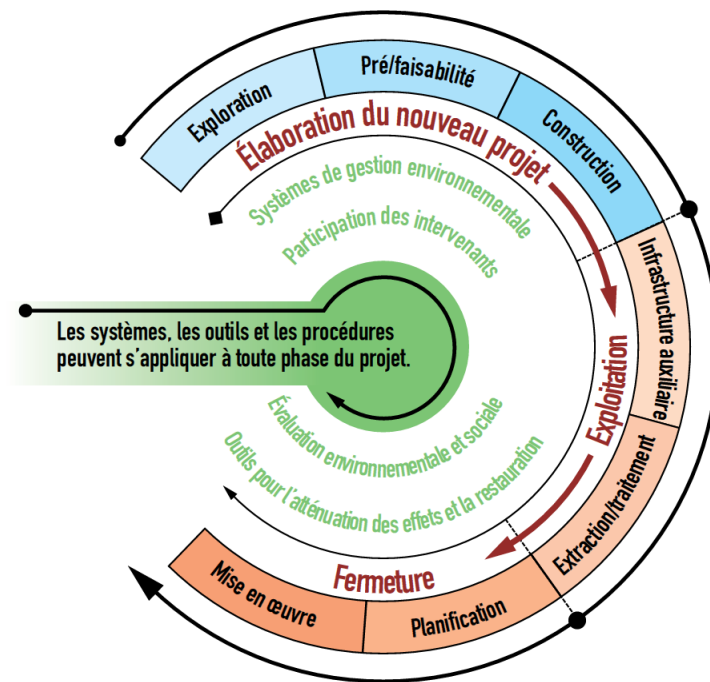 Exploration
Pré/faisabilité
Construction
Élaboration du nouveau projet
Systèmes de gestion environnementale
Participation des intervenants
Infrastructure auxiliaire
Exploitation
Les systèmes, les outils et les procédures
peuvent s'appliquer à toute phase du projet.
Évaluation environnementale et sociale
Outils pour l'atténuation des effets et la restauration
Extraction/traitement
Fermeture
Planification
Mise en œuvre